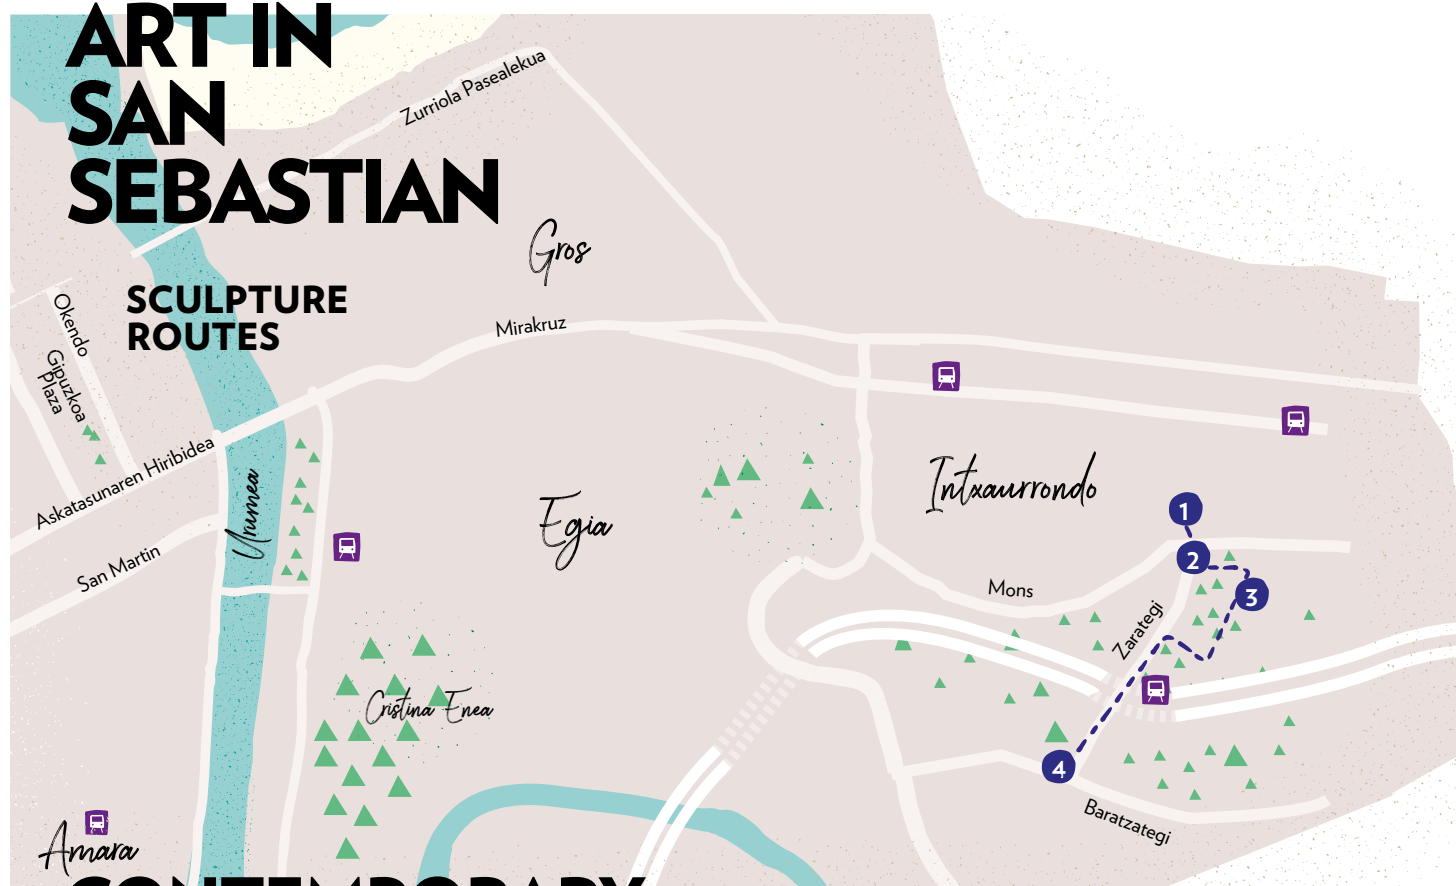 ART IN
SAN
SEBASTIAN
SCULPTURE
ROUTES
Zurriola Pasealekua
Gros
Mirakruz
Okendo
Gipuzkoa
Plaza
Askatasunaren Hiribidea
San Martin
Urumea
Egia
Intxaurrondo
1
2
3
Mons
Zarategi
Cristina Enea
4
Baratzategi
Amara
CONTEMPORARY